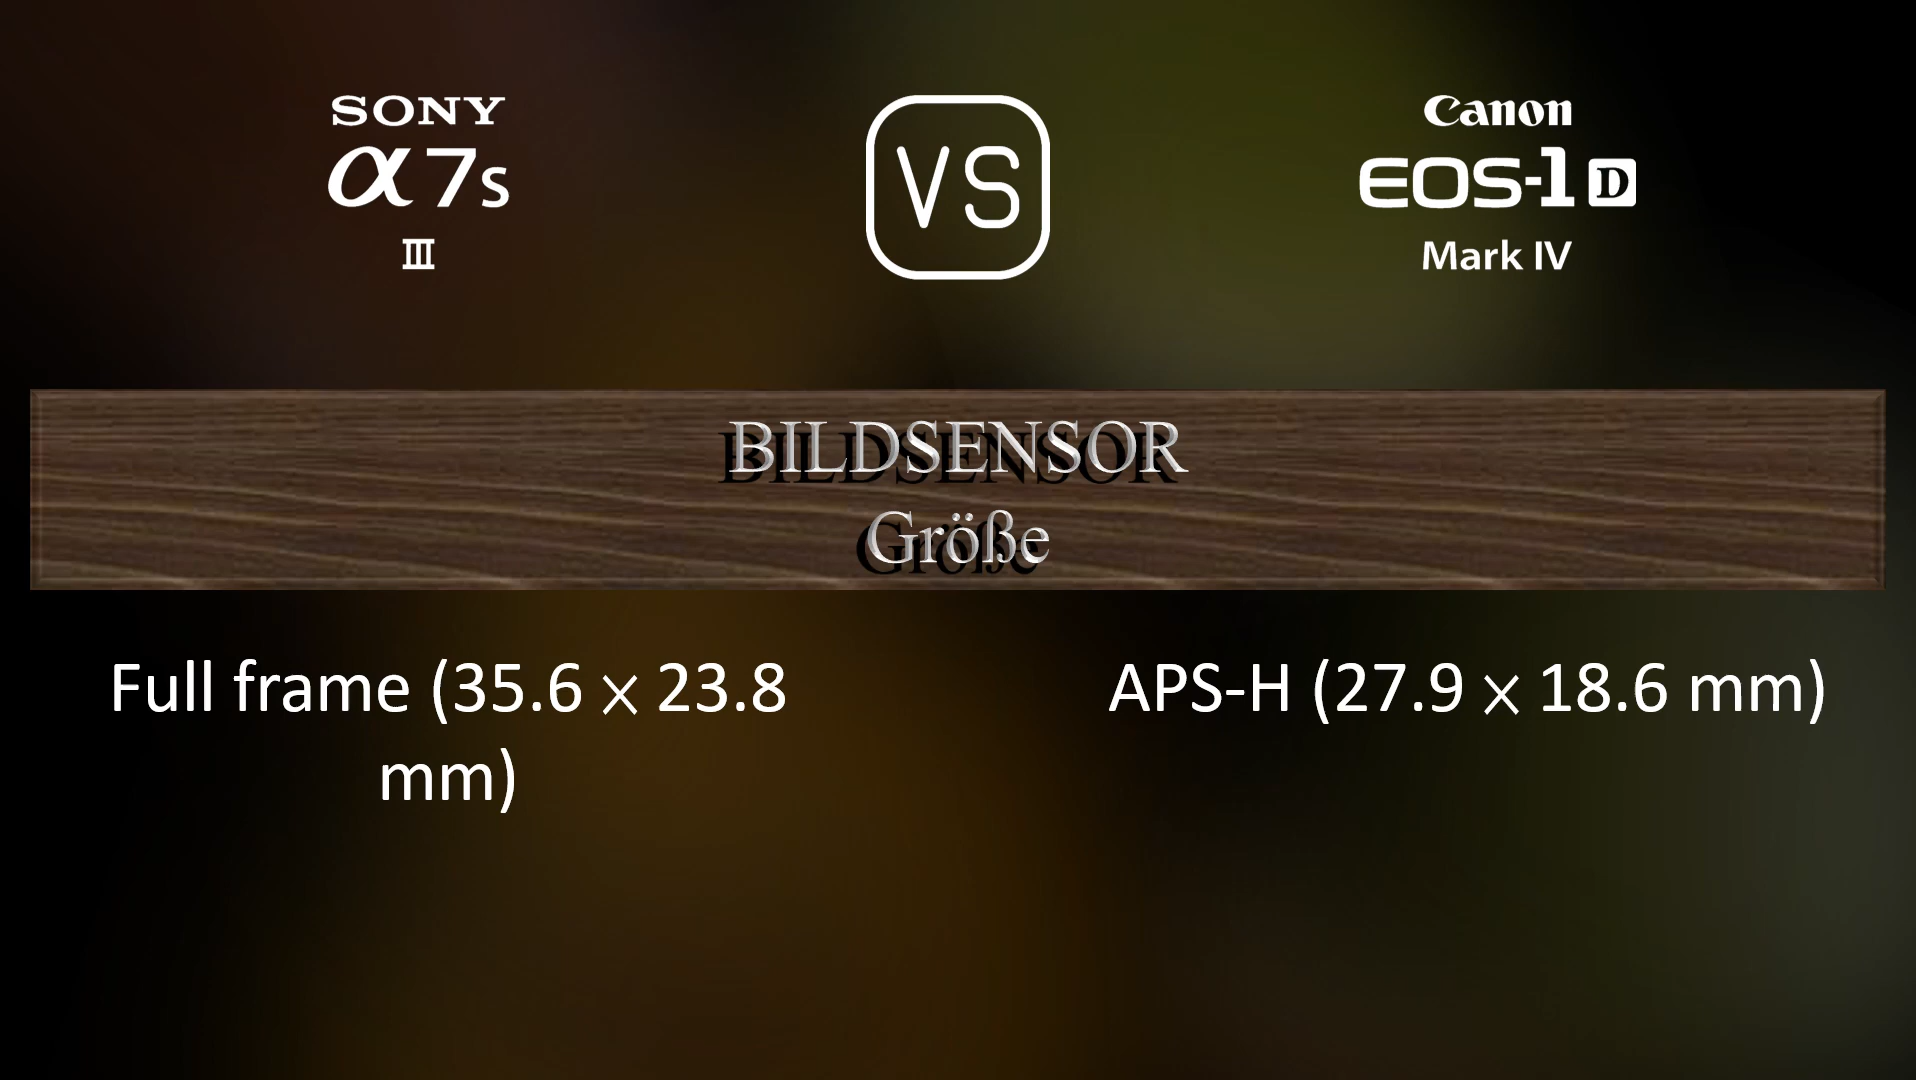 SONY
α7s
III
VS
Canon
EOS-1D
Mark IV
BILDSENSOR
Größe
Full frame (35.6 x 23.8
mm)
APS-H (27.9 x 18.6 mm)